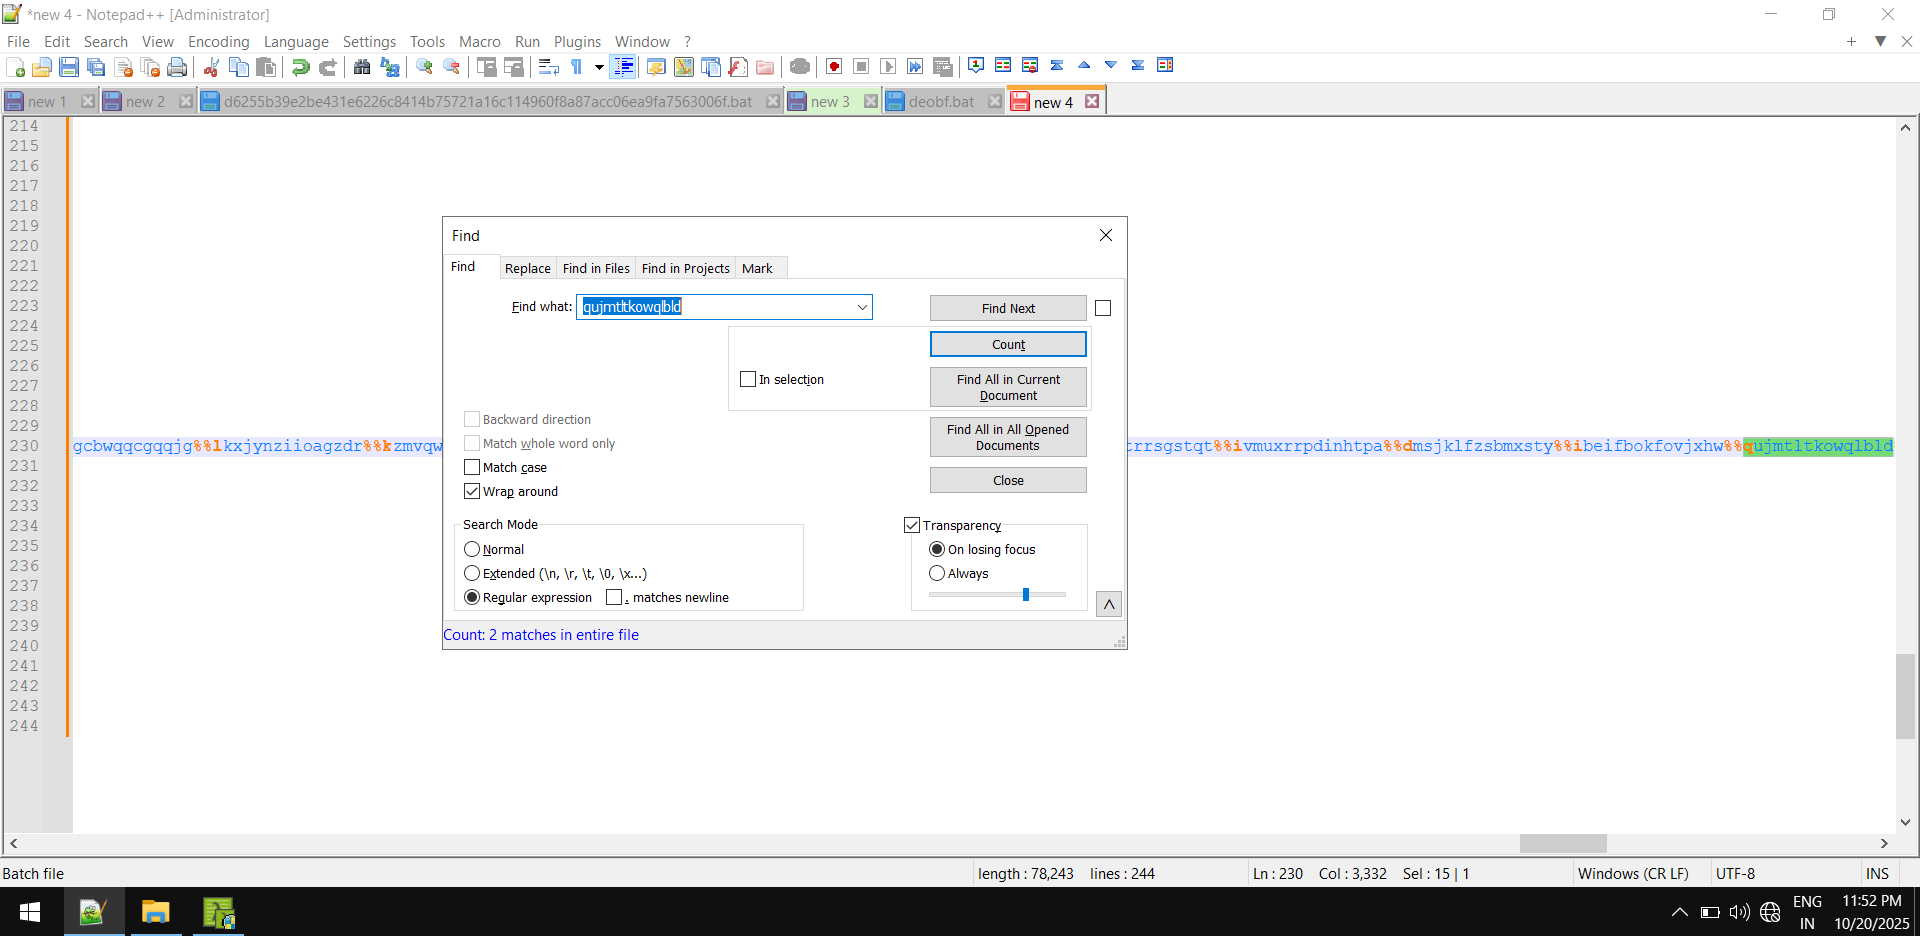 *new 4 - Notepad++ [Administrator]
File Edit Search View Encoding Language Settings Tools Macro Run Plugins Window ?
new 1 new 2 d6255b39e2be431e6226c8414b75721a16c114960f8a87acc06ea9fa7563006f.bat new 3 deobf.bat new 4
214
215
216
217
218
219
220
221
222
223
224
225
226
227
228
229
230 gcbwqqcgqqjg%%lkxjynziioagzdr%%kzmvqw trrsgstqt%%ivmuxrrpdinhtpa%%dmsjklfzsbmxsty%%ibeifbokfovjxhw%%qujmtltkowqlbld
231
232
233
234
235
236
237
238
239
240
241
242
243
244
Find
Find Replace Find in Files Find in Projects Mark
Find what: qujmtltkowqlbld Find Next
Count
In selection
Find All in Current
Document
Backward direction
Find All in All Opened
Documents
Match whole word only
Match case
Close
Wrap around
Search Mode
Transparency
Normal
On losing focus
Extended (\n, \r, \t, \0, \x...)
Always
Regular expression . matches newline
Count: 2 matches in entire file
Batch file length : 78,243 lines : 244 Ln : 230 Col : 3,332 Sel : 15 | 1 Windows (CR LF) UTF-8 INS
ENG
IN
11:52 PM
10/20/2025